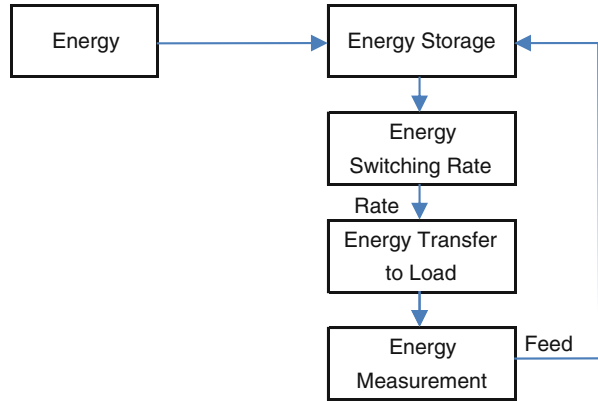 Energy
Energy Storage
Energy
Switching Rate
Rate
Energy Transfer
to Load
Energy
Measurement
Feed